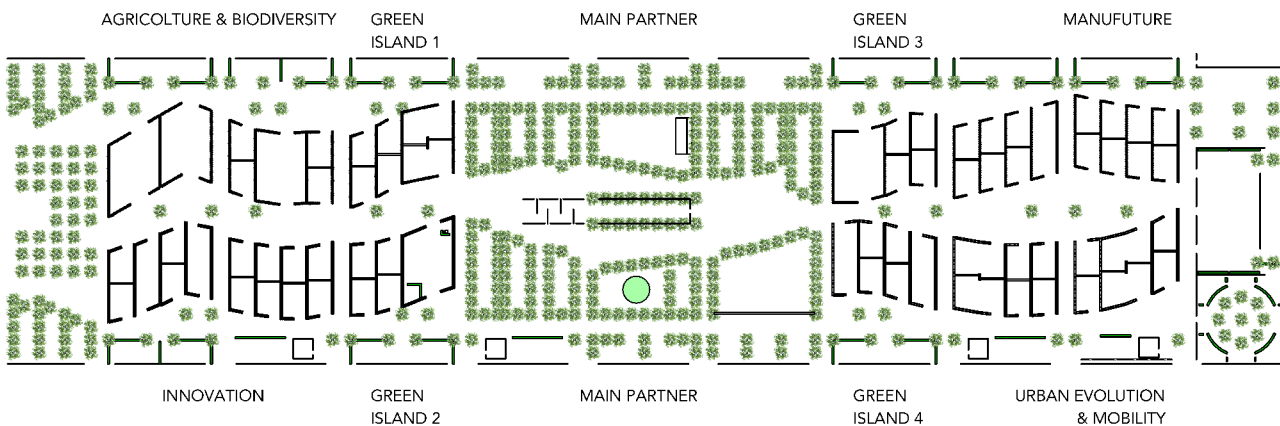 AGRICOLTURE & BIODIVERSITY
GREEN
ISLAND 1
MAIN PARTNER
GREEN
ISLAND 3
MANUFUTURE
INNOVATION
GREEN
ISLAND 2
MAIN PARTNER
GREEN
ISLAND 4
URBAN EVOLUTION
& MOBILITY